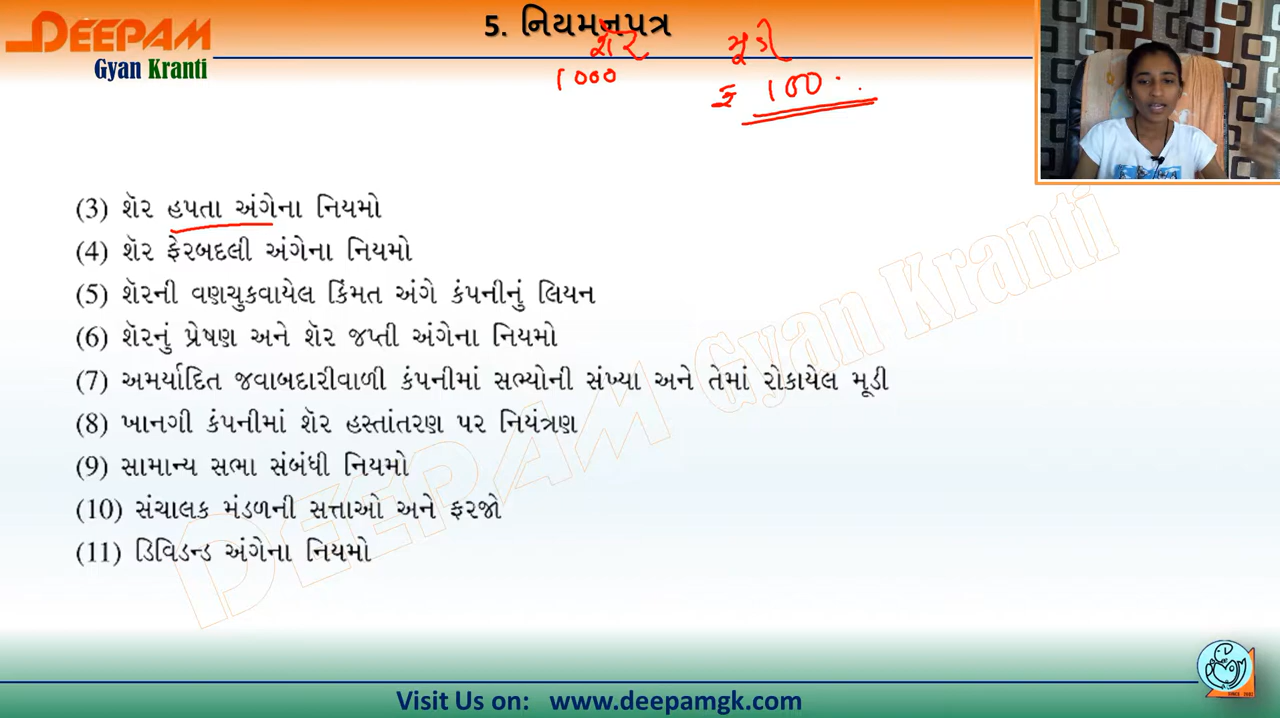 DEEPAM
Gyan Kranti
5. નિયમનપત્ર
શેર મૂડી
1000 ₹ 100
(3) શૅર હપતા અંગેના નિયમો
(4) શૅર ફેરબદલી અંગેના નિયમો
(5) શૅરની વણચુકવાયેલ કિંમત અંગે કંપનીનું લિયન
(6) શૅરનું પ્રેષણ અને શૅર જપ્તી અંગેના નિયમો
(7) અમર્યાદિત જવાબદારીવાળી કંપનીમાં સભ્યોની સંખ્યા અને તેમાં રોકાયેલ મૂડી
(8) ખાનગી કંપનીમાં શૅર હસ્તાંતરણ પર નિયંત્રણ
(9) સામાન્ય સભા સંબંધી નિયમો
(10) સંચાલક મંડળની સત્તાઓ અને ફરજો
(11) ડિવિડન્ડ અંગેના નિયમો
DEEPAM Gyan Kranti
Visit Us on: www.deepamgk.com